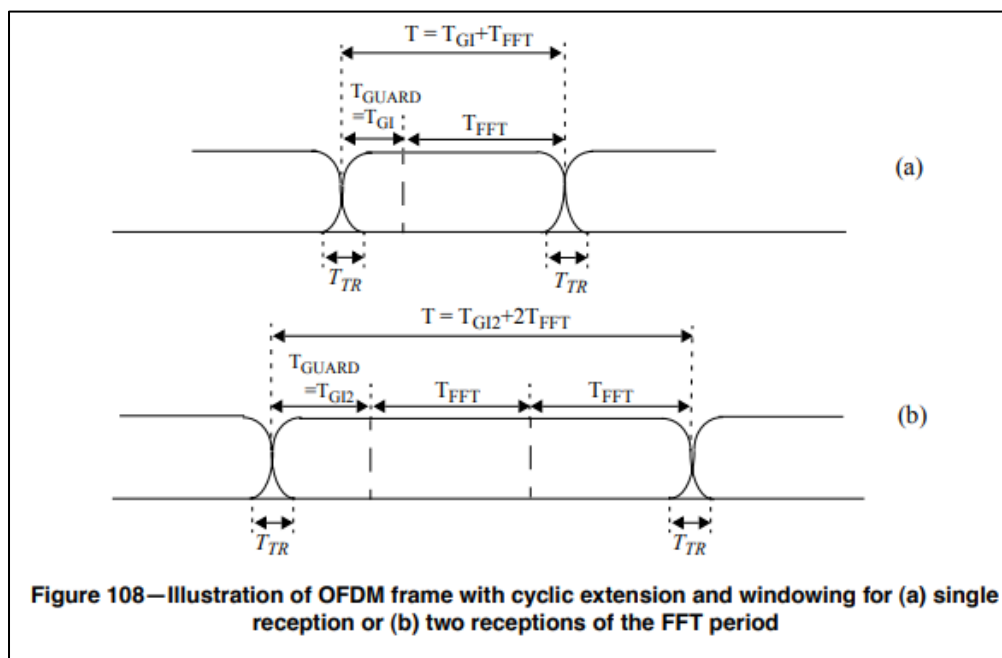 T = TGI+TFFT
TGUARD
=TGI
TFFT
(a)
TTR
TTR
T = TGI2+2TFFT
TGUARD
=TGI2
TFFT
TFFT
(b)
TTR
TTR
Figure 108—Illustration of OFDM frame with cyclic extension and windowing for (a) single
reception or (b) two receptions of the FFT period